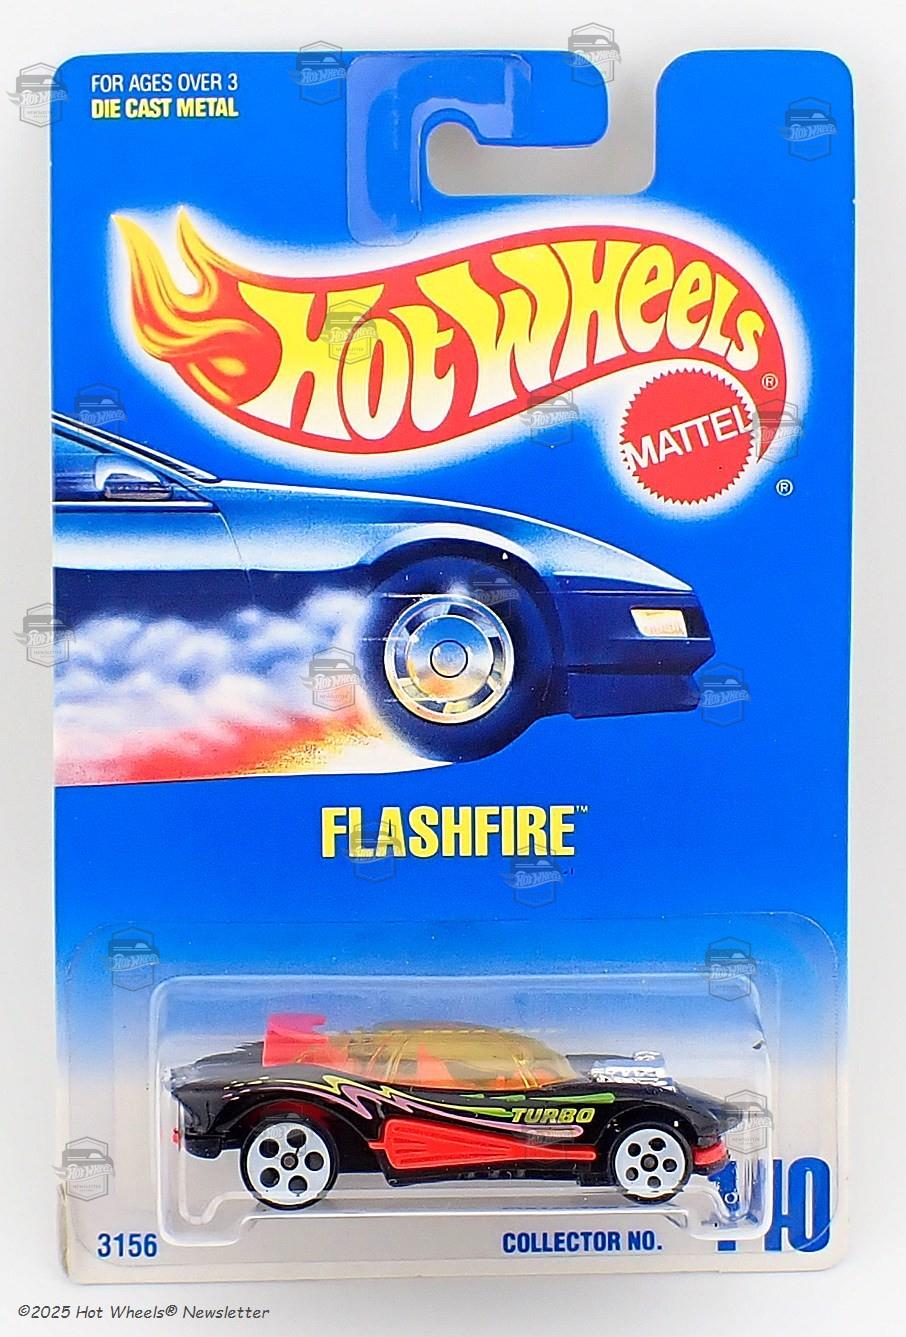 FOR AGES OVER 3
DIE CAST METAL
HOT WHEELS®
MATTEL
®
FLASHFIRE™
TURBO
3156
COLLECTOR NO.
©2025 Hot Wheels® Newsletter